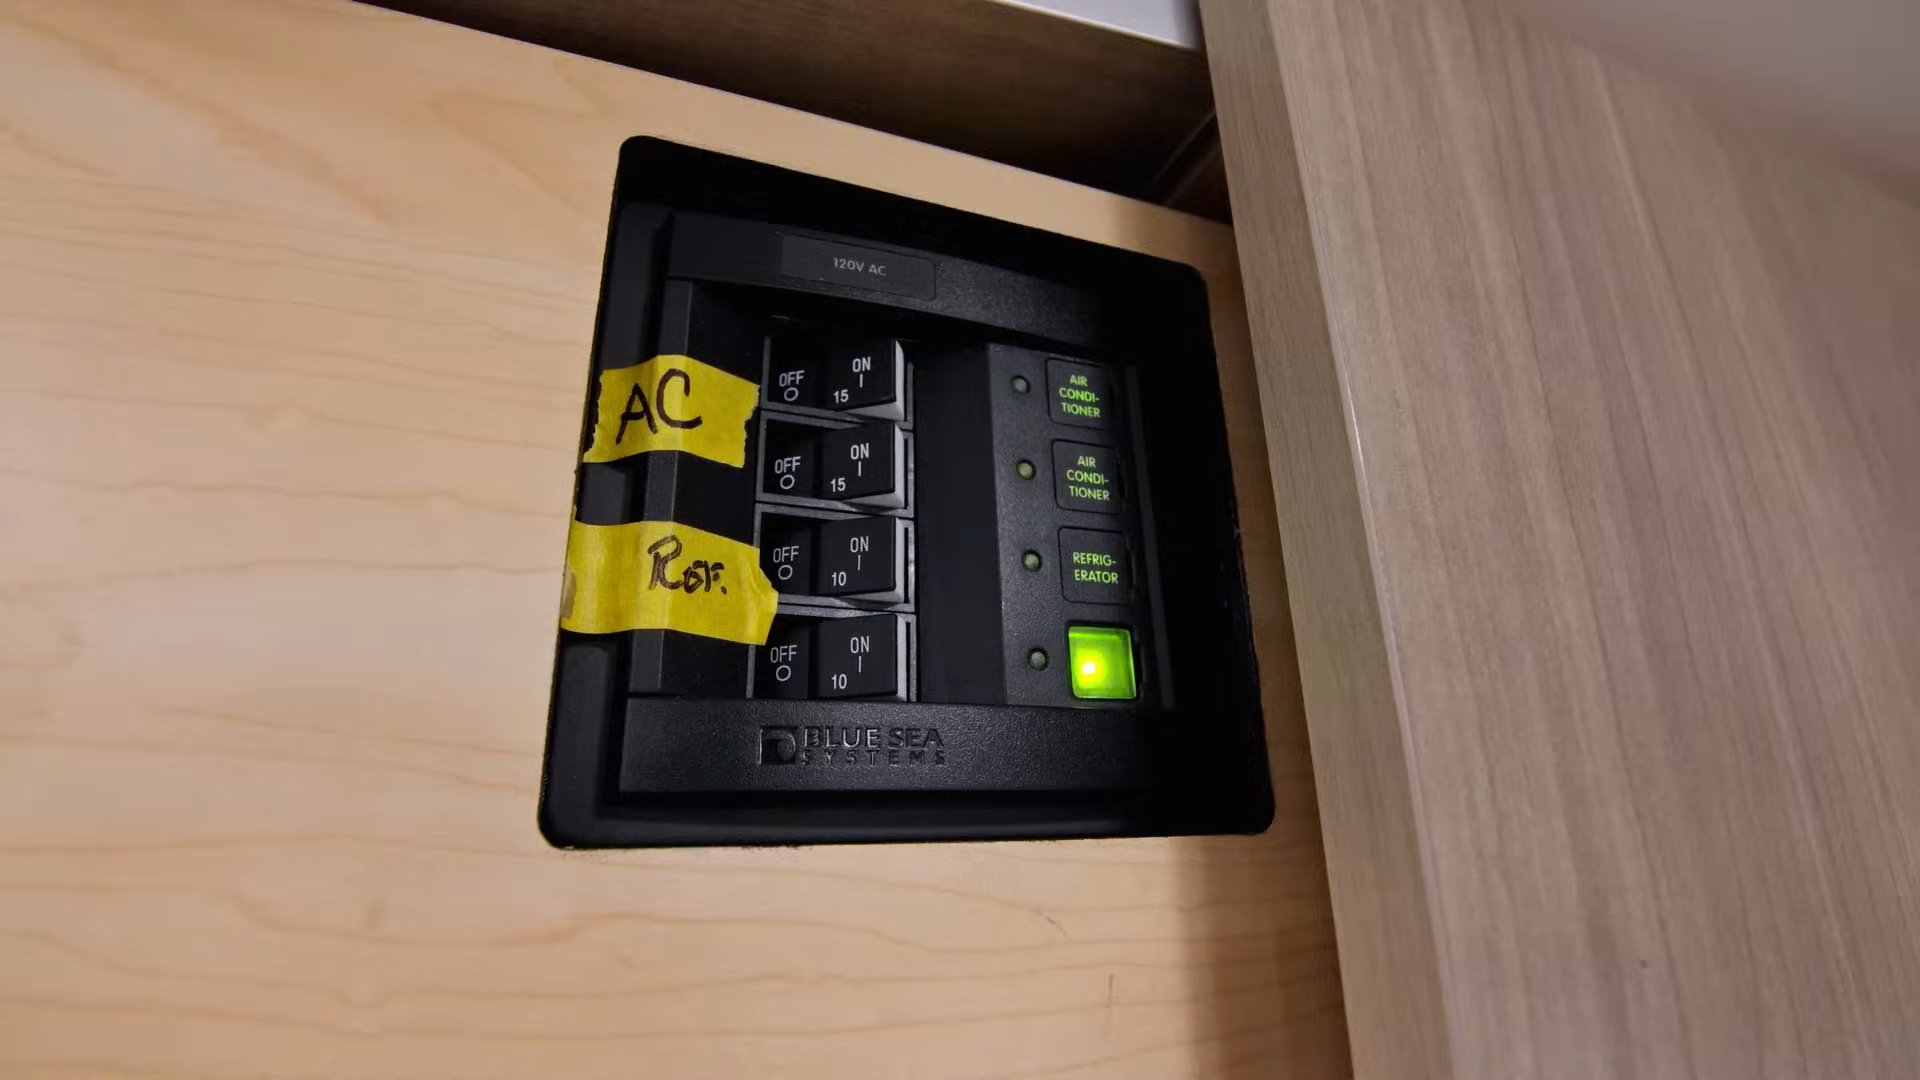 120V AC
AC
OFF ON 15
AIR CONDI- TIONER
OFF ON 15
AIR CONDI- TIONER
Ref.
OFF ON 10
REFRIG- ERATOR
OFF ON 10
BLUE SEA
SYSTEMS